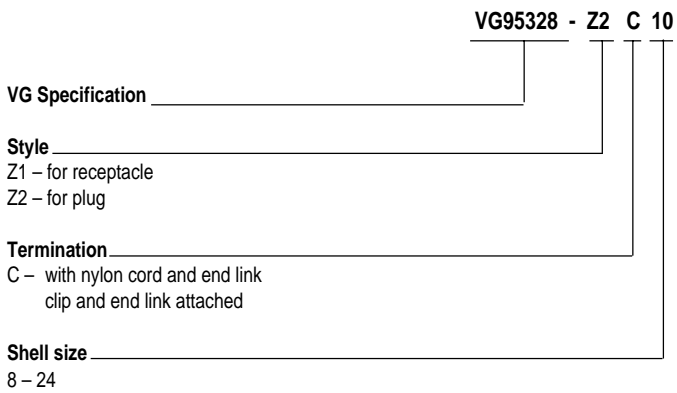 VG95328 - Z2 C 10
VG Specification
Style
Z1 – for receptacle
Z2 – for plug
Termination
C – with nylon cord and end link
clip and end link attached
Shell size
8 – 24